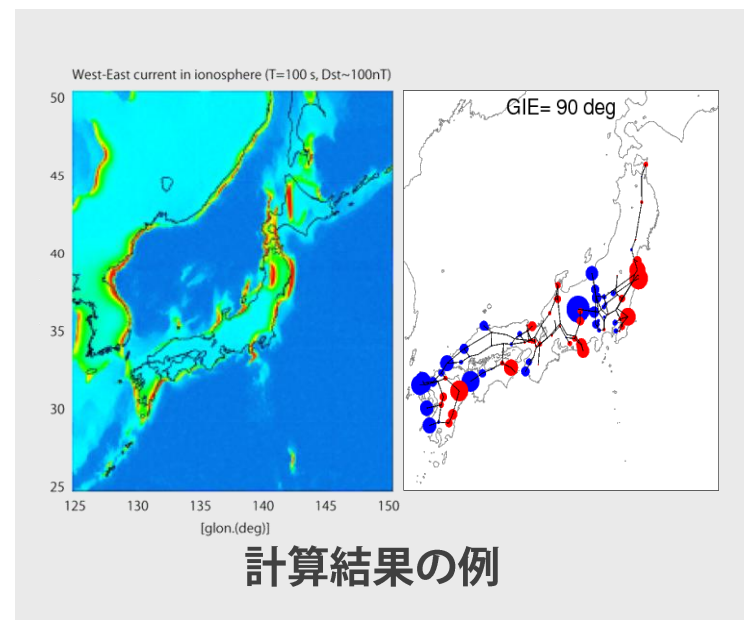 West-East current in ionosphere (T=100 s, Dst~100nT)
GIE= 90 deg
50
45
40
35
30
25
125 130 135 140 145 150
[glon.(deg)]
計算結果の例